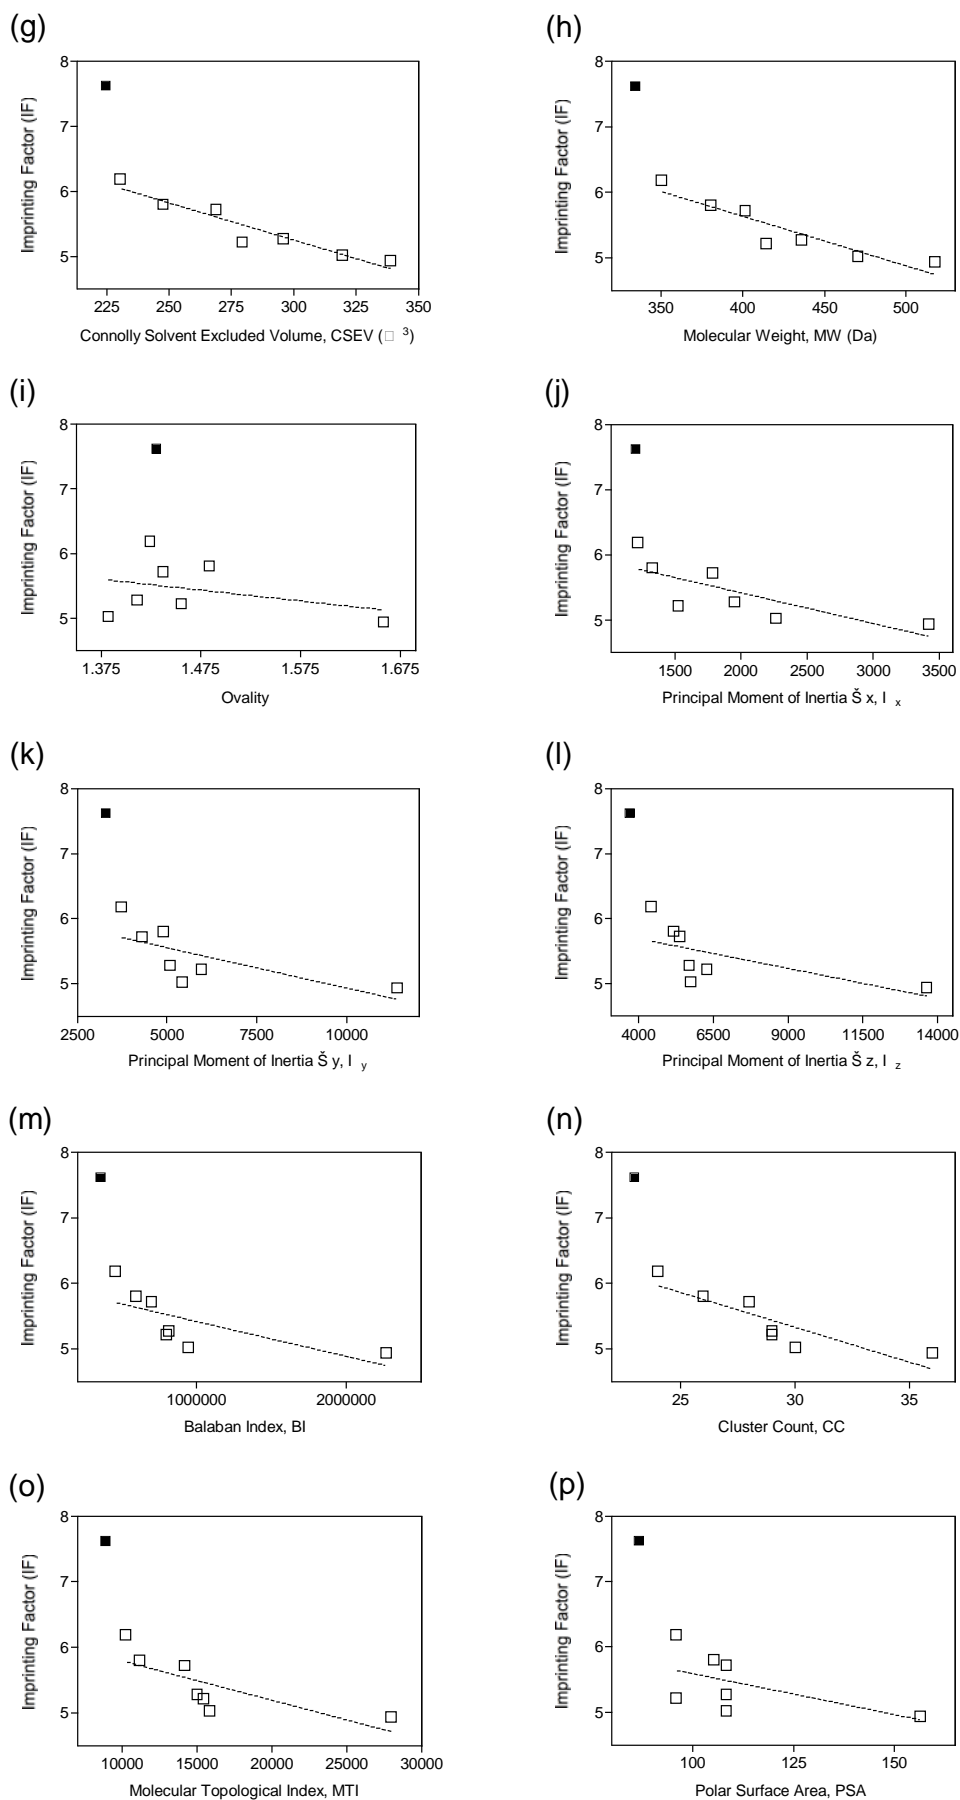 (g)
8
7
6
5
Imprinting Factor (IF)
225 250 275 300 325 350
Connolly Solvent Excluded Volume, CSEV (□ ³)
(h)
8
7
6
5
Imprinting Factor (IF)
350 400 450 500
Molecular Weight, MW (Da)
(i)
8
7
6
5
Imprinting Factor (IF)
1.375 1.475 1.575 1.675
Ovality
(j)
8
7
6
5
Imprinting Factor (IF)
1500 2000 2500 3000 3500
Principal Moment of Inertia Š x, I x
(k)
8
7
6
5
Imprinting Factor (IF)
2500 5000 7500 10000
Principal Moment of Inertia Š y, I y
(l)
8
7
6
5
Imprinting Factor (IF)
4000 6500 9000 11500 14000
Principal Moment of Inertia Š z, I z
(m)
8
7
6
5
Imprinting Factor (IF)
1000000 2000000
Balaban Index, BI
(n)
8
7
6
5
Imprinting Factor (IF)
25 30 35
Cluster Count, CC
(o)
8
7
6
5
Imprinting Factor (IF)
10000 15000 20000 25000 30000
Molecular Topological Index, MTI
(p)
8
7
6
5
Imprinting Factor (IF)
100 125 150
Polar Surface Area, PSA